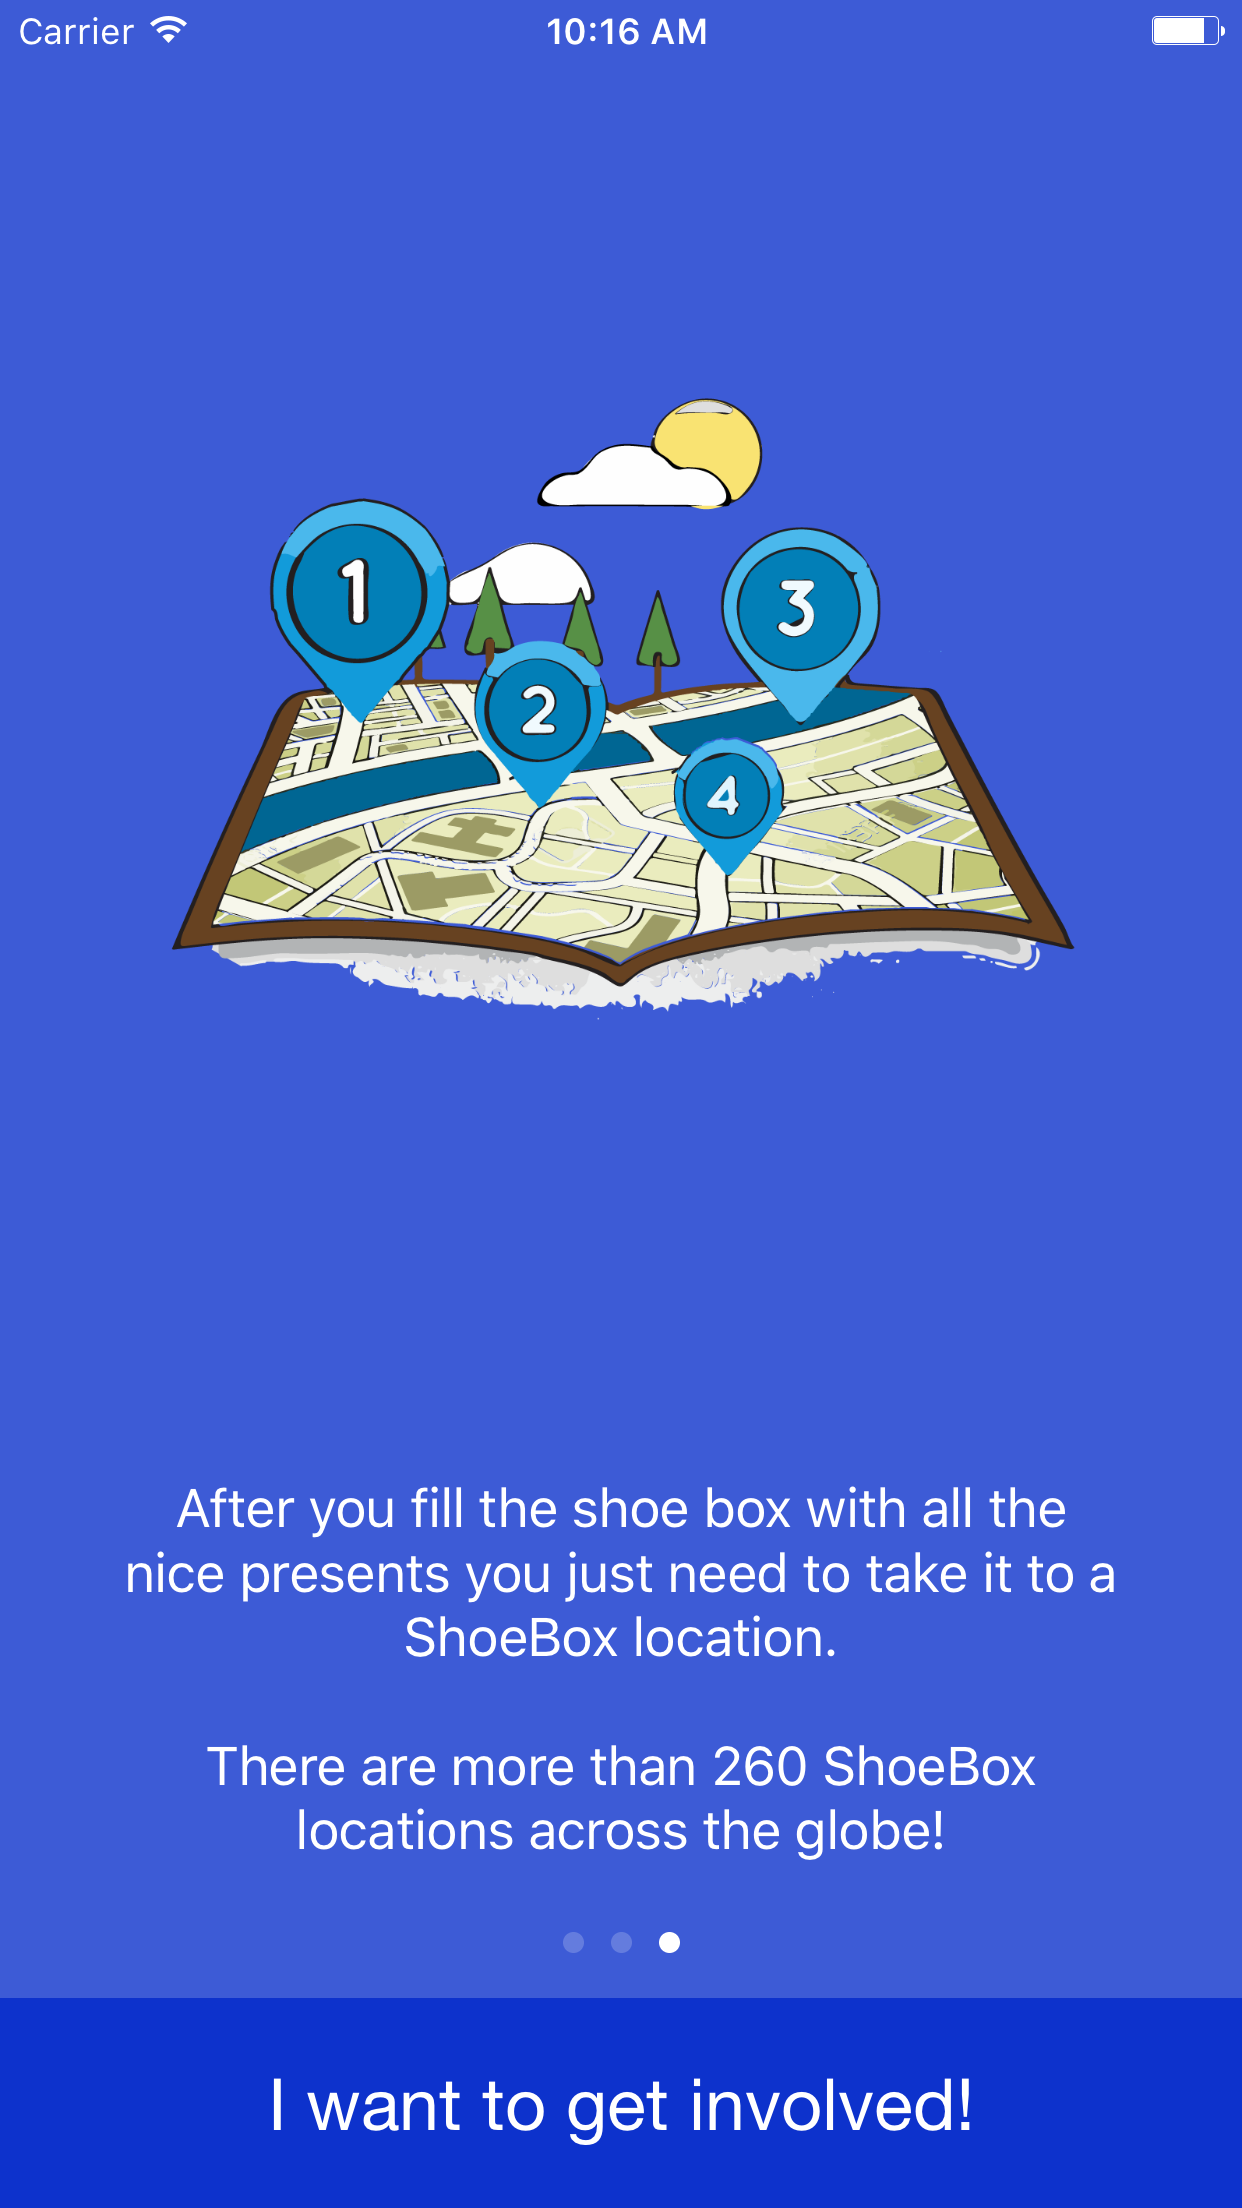 Carrier 10:16 AM
1
3
2
4
After you fill the shoe box with all the
nice presents you just need to take it to a
ShoeBox location.
There are more than 260 ShoeBox
locations across the globe!
I want to get involved!